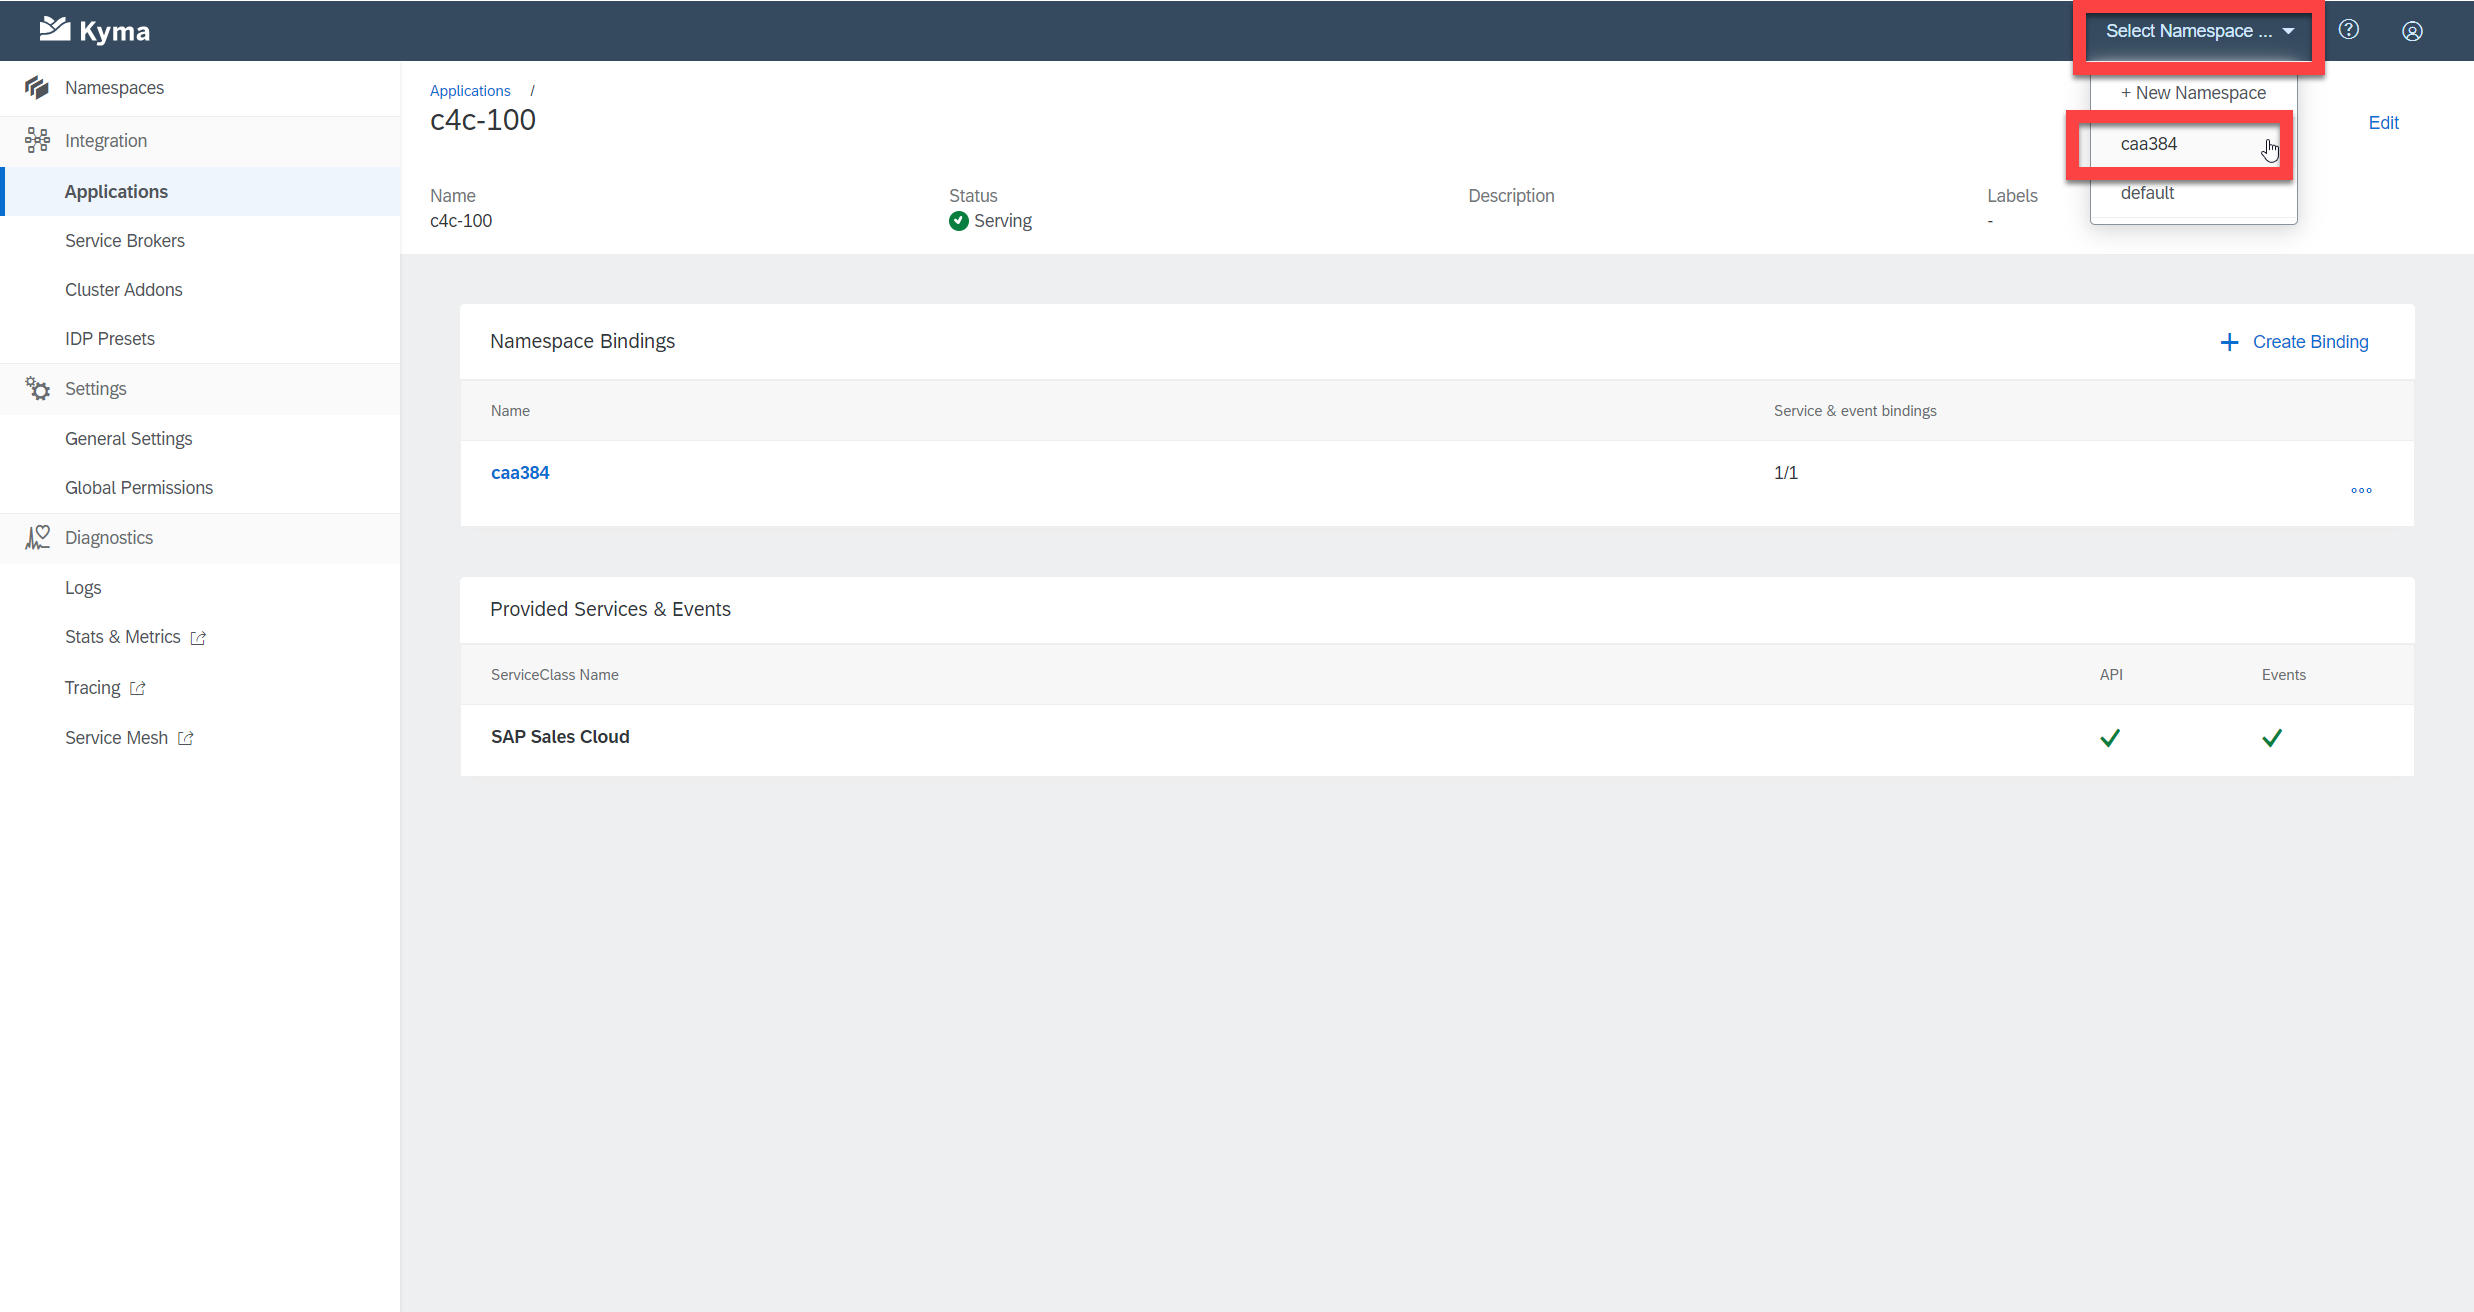 Kyma
Select Namespace ...
Namespaces
Integration
Applications
Service Brokers
Cluster Addons
IDP Presets
Settings
General Settings
Global Permissions
Diagnostics
Logs
Stats & Metrics
Tracing
Service Mesh
Applications /
c4c-100
+ New Namespace
caa384
default
Edit
Name
c4c-100
Status
Serving
Description
Labels
-
Namespace Bindings
+ Create Binding
Name Service & event bindings
caa384 1/1
Provided Services & Events
ServiceClass Name API Events
SAP Sales Cloud